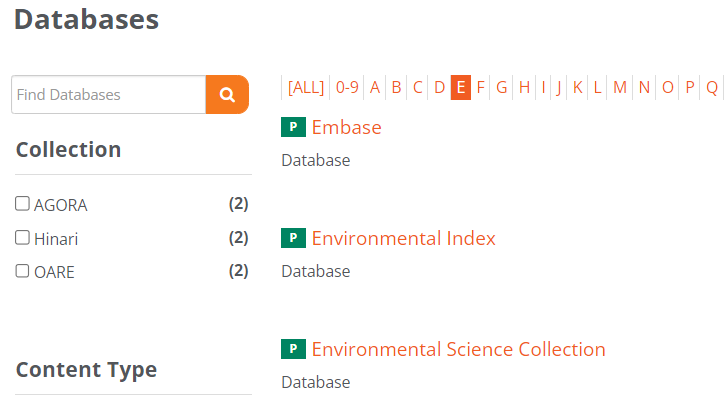 Databases
Find Databases
Collection
AGORA (2)
Hinari (2)
OARE (2)
Content Type
[ALL] 0-9 A B C D E F G H I J K L M N O P Q
P Embase
Database
P Environmental Index
Database
P Environmental Science Collection
Database